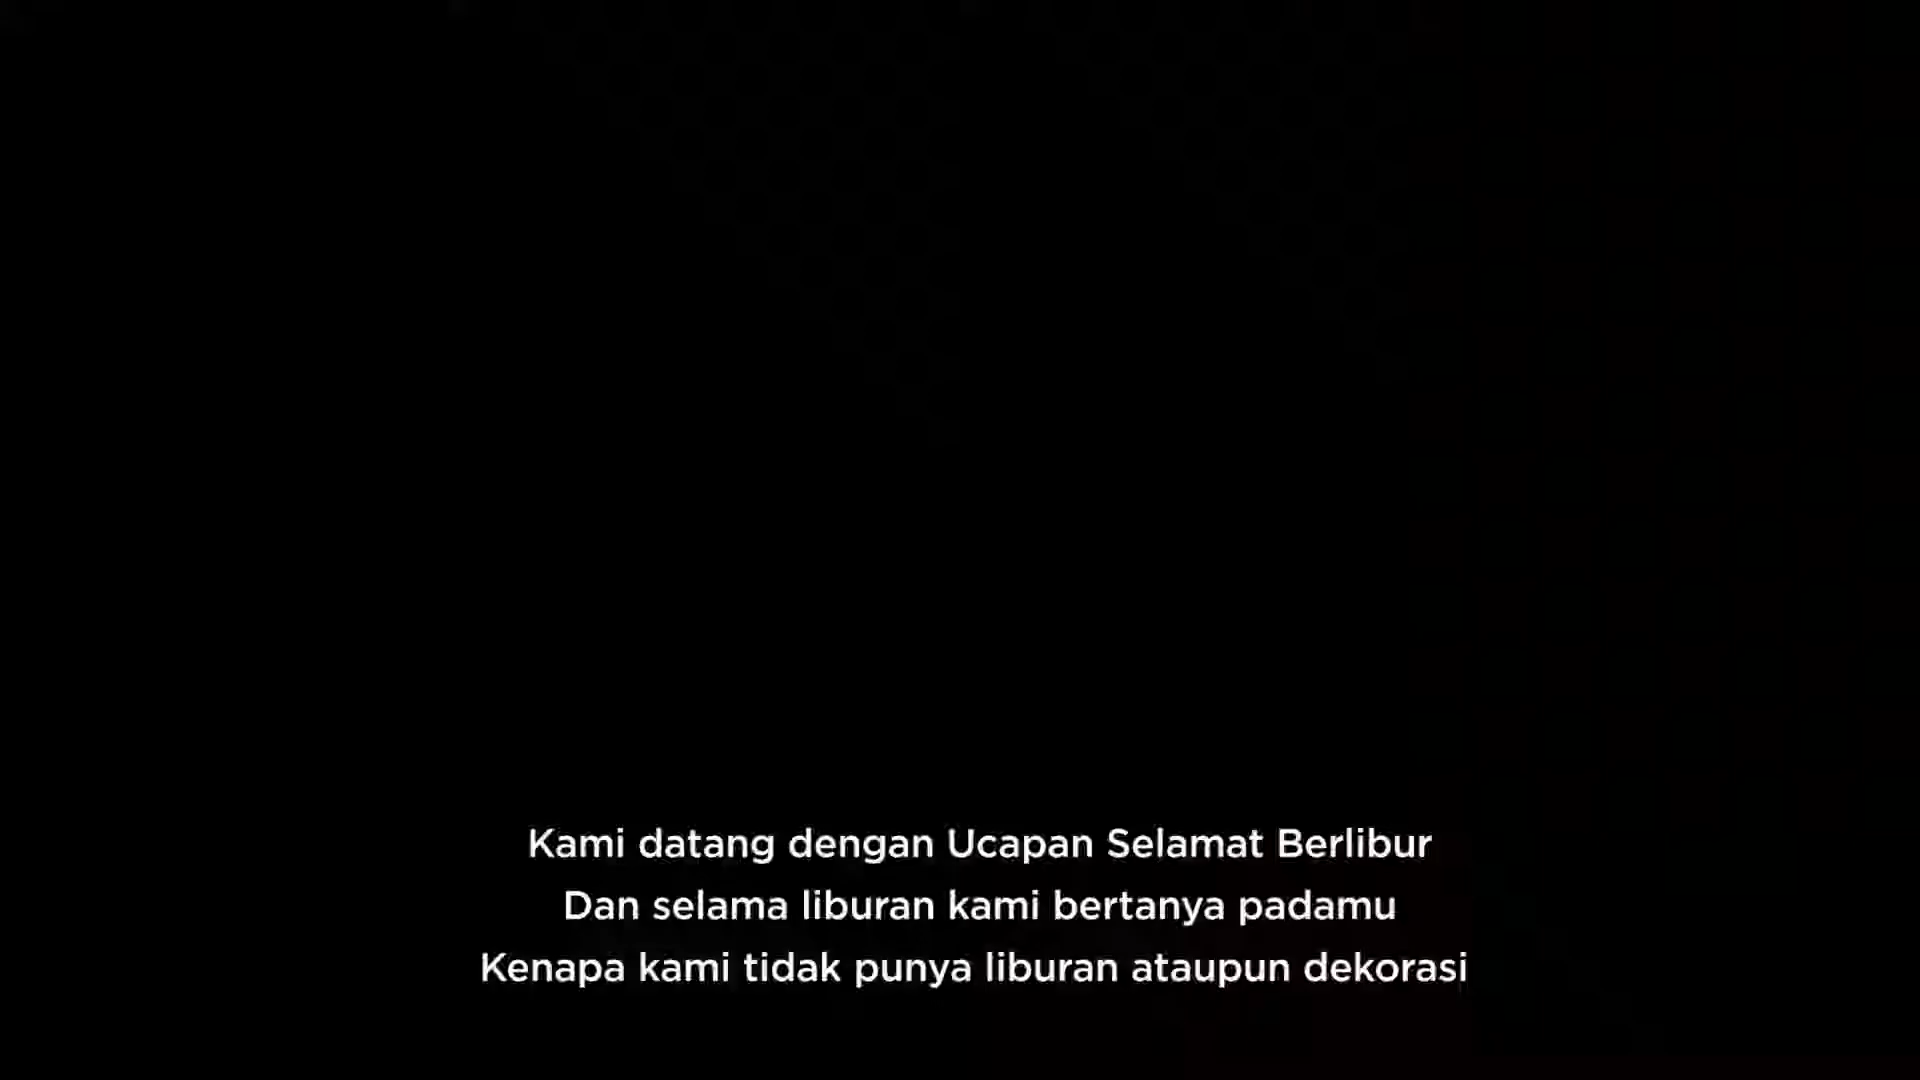 Kami datang dengan Ucapan Selamat Berlibur
Dan selama liburan kami bertanya padamu
Kenapa kami tidak punya liburan ataupun dekorasi